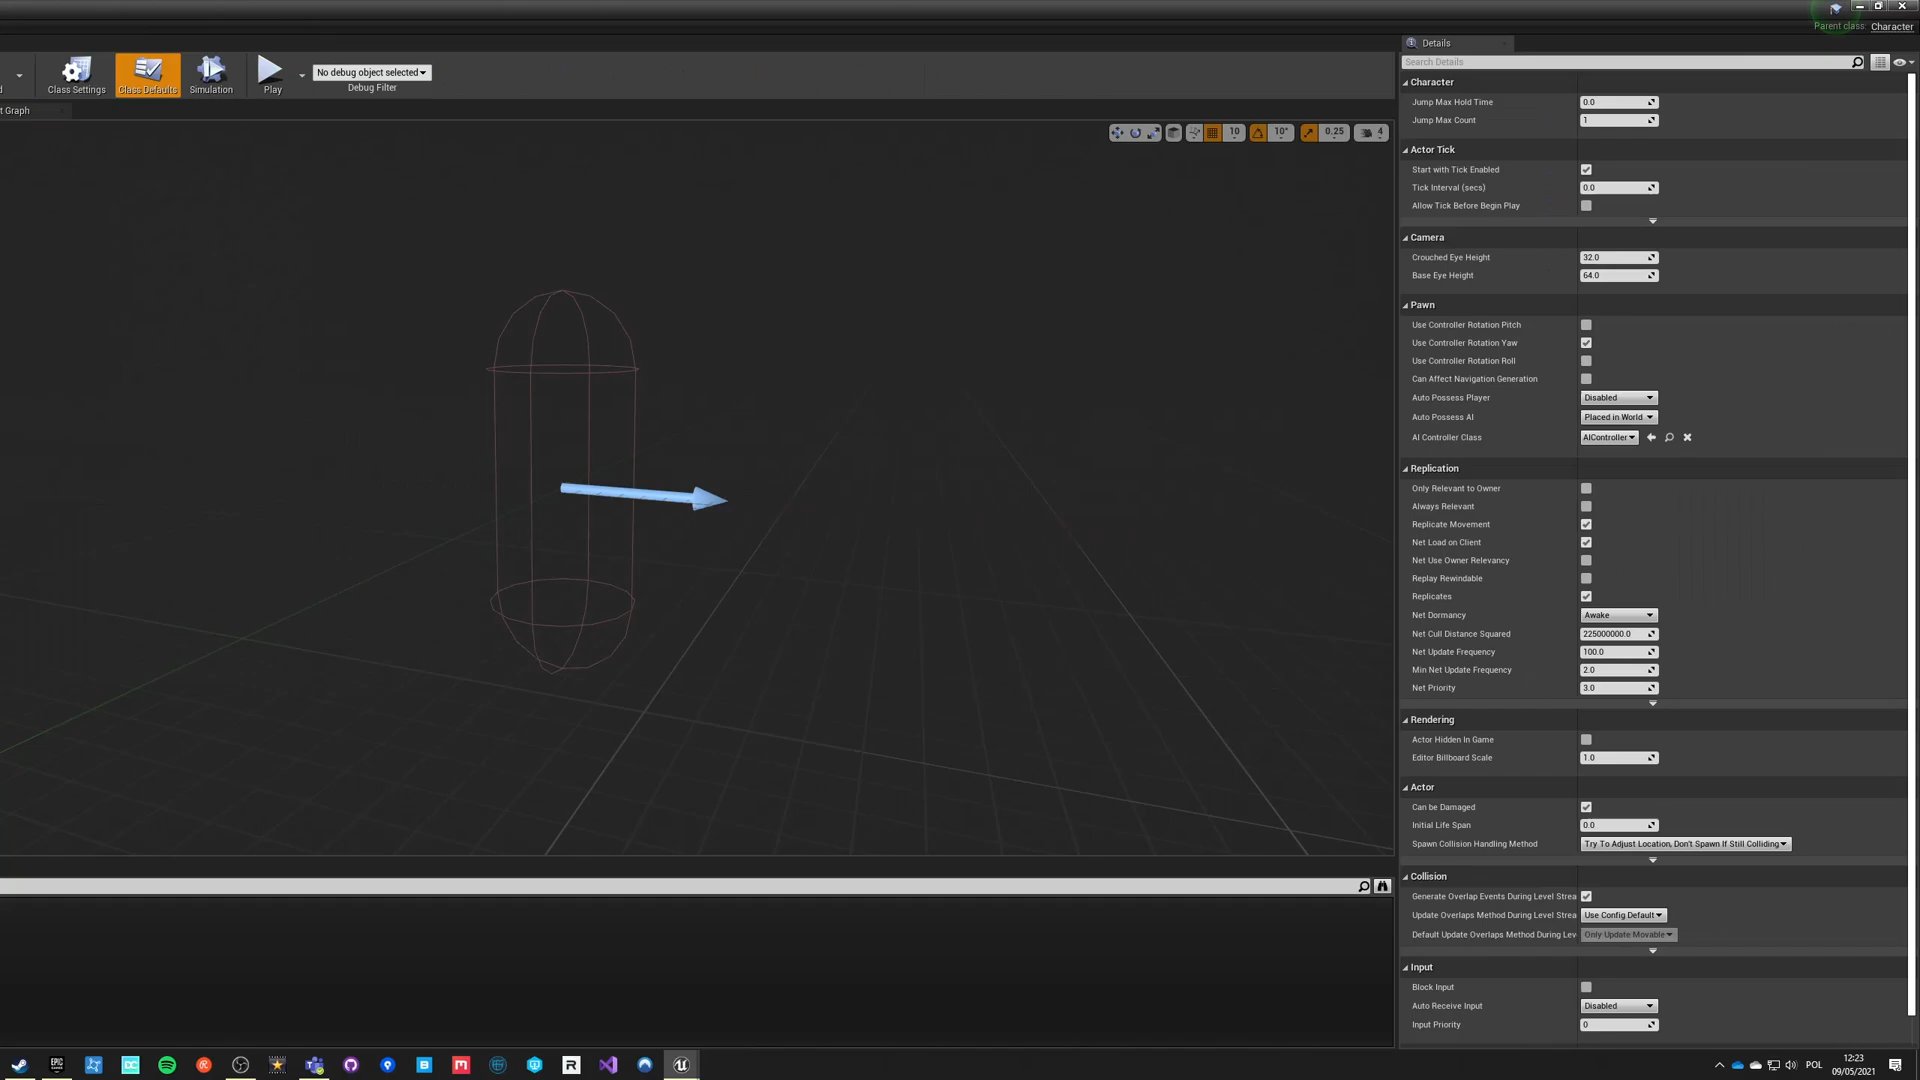 Parent class: Character
Details
Class Settings
Class Defaults
Simulation
Play
No debug object selected
Debug Filter
t Graph
10
10°
0.25
4
Search Details
Character
Jump Max Hold Time 0.0
Jump Max Count 1
Actor Tick
Start with Tick Enabled
Tick Interval (secs) 0.0
Allow Tick Before Begin Play
Camera
Crouched Eye Height 32.0
Base Eye Height 64.0
Pawn
Use Controller Rotation Pitch
Use Controller Rotation Yaw
Use Controller Rotation Roll
Can Affect Navigation Generation
Auto Possess Player Disabled
Auto Possess AI Placed in World
AI Controller Class AIController
Replication
Only Relevant to Owner
Always Relevant
Replicate Movement
Net Load on Client
Net Use Owner Relevancy
Replay Rewindable
Replicates
Net Dormancy Awake
Net Cull Distance Squared 225000000.0
Net Update Frequency 100.0
Min Net Update Frequency 2.0
Net Priority 3.0
Rendering
Actor Hidden In Game
Editor Billboard Scale 1.0
Actor
Can be Damaged
Initial Life Span 0.0
Spawn Collision Handling Method Try To Adjust Location, Don't Spawn If Still Colliding
Collision
Generate Overlap Events During Level Strea
Update Overlaps Method During Level Strea Use Config Default
Default Update Overlaps Method During Lev Only Update Movable
Input
Block Input
Auto Receive Input Disabled
Input Priority 0
EPIC
DC
B
M
R
POL
12:23
09/05/2021